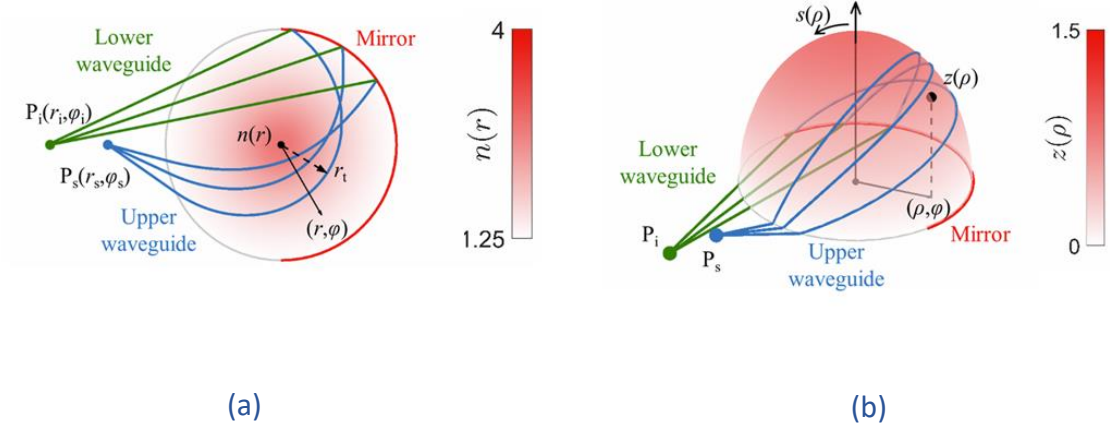 Lower
waveguide
Mirror
P_i(r_i,φ_i)
n(r)
P_s(r_s,φ_s)
r_t
Upper
waveguide
(r,φ)
4
n(r)
1.25
(a)
s(ρ)
z(ρ)
Lower
waveguide
(ρ,φ)
P_i
P_s
Mirror
Upper
waveguide
1.5
z(ρ)
0
(b)